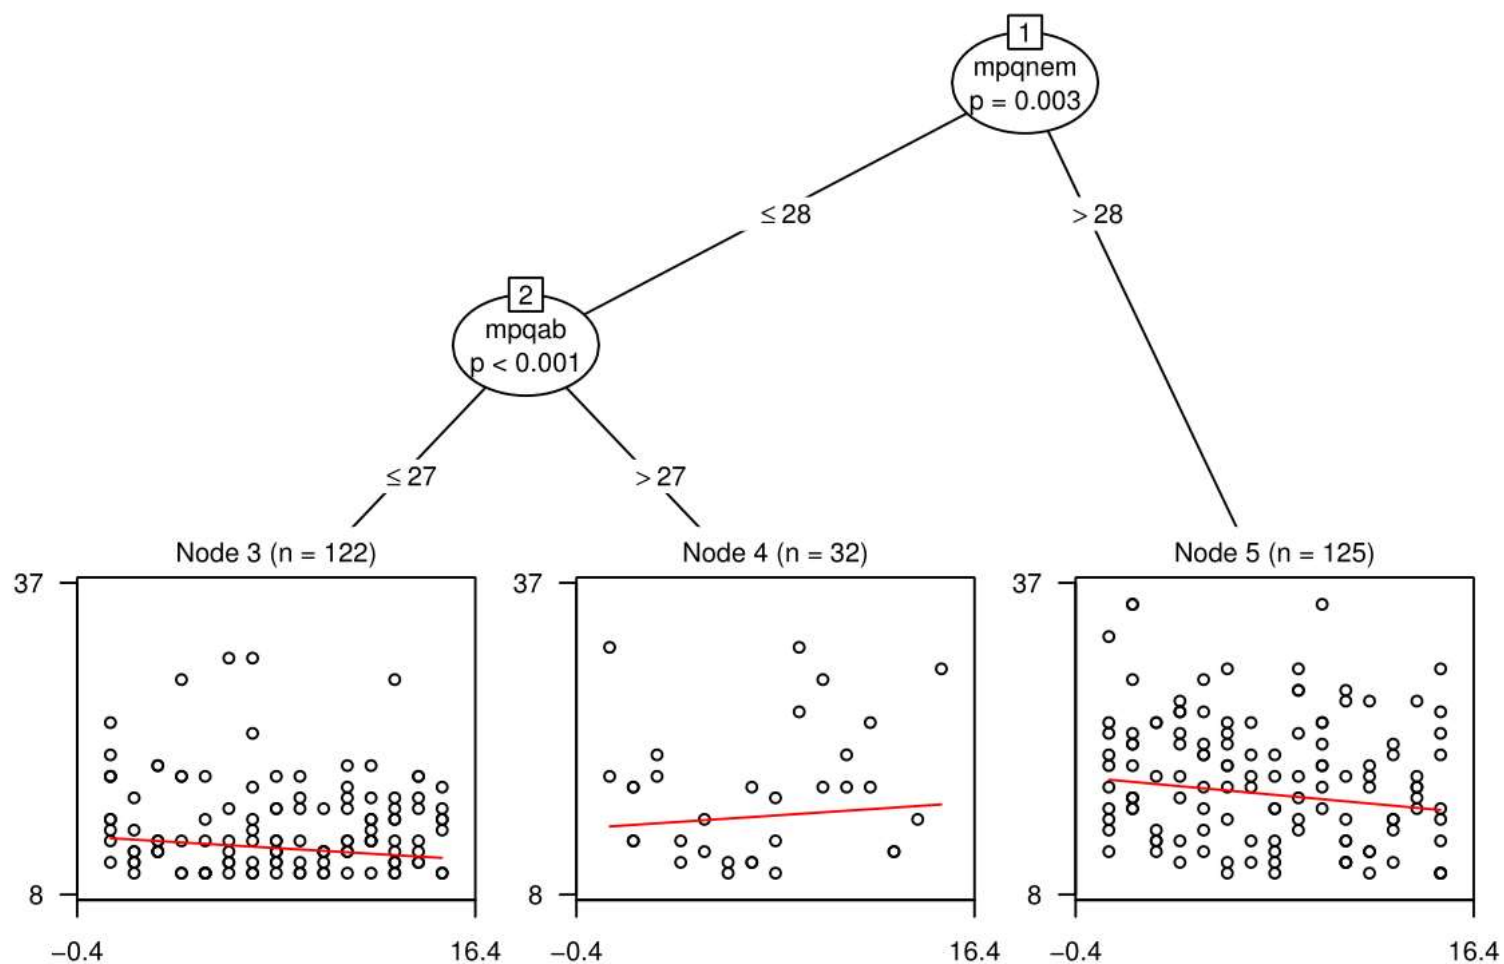 1
mpqnem
p = 0.003
≤ 28
> 28
2
mpqab
p < 0.001
≤ 27
> 27
Node 3 (n = 122)
Node 4 (n = 32)
Node 5 (n = 125)
37
37
37
8
8
8
−0.4
16.4
−0.4
16.4
−0.4
16.4